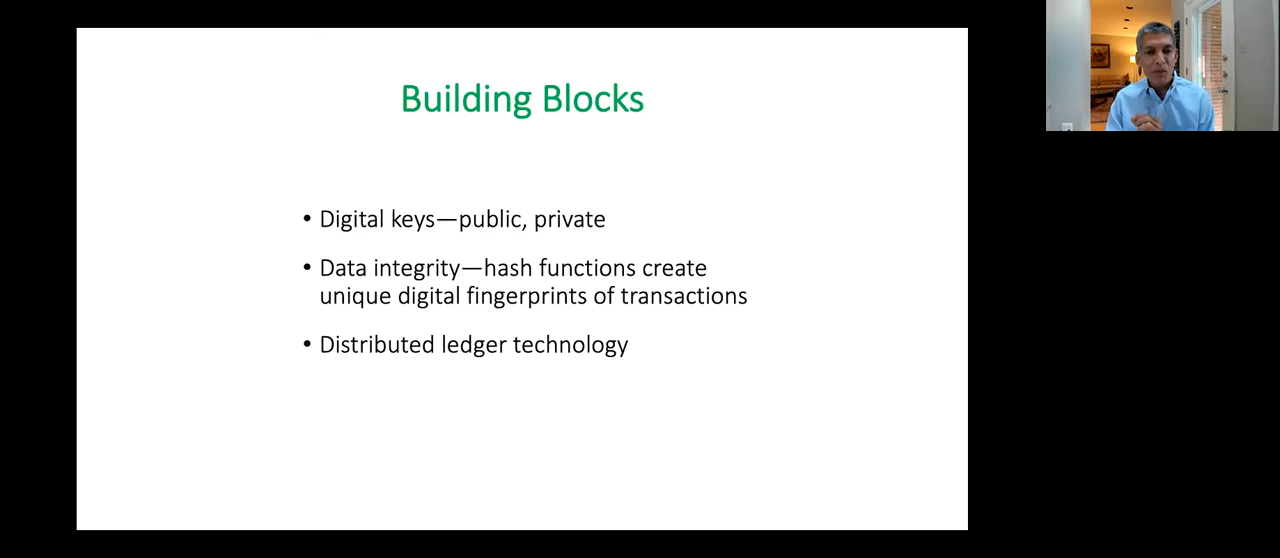 Building Blocks
• Digital keys—public, private
• Data integrity—hash functions create
unique digital fingerprints of transactions
• Distributed ledger technology